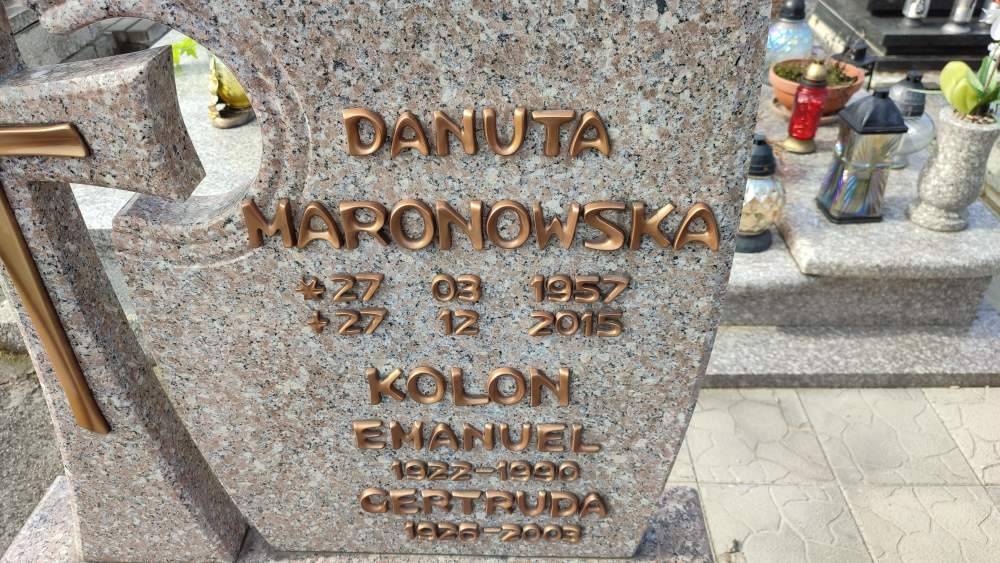 DANUTA
MARONOWSKA
* 27 03 1957
+ 27 12 2015
KOLON
EMANUEL
1922-1990
GERTRUDA
1926-2003